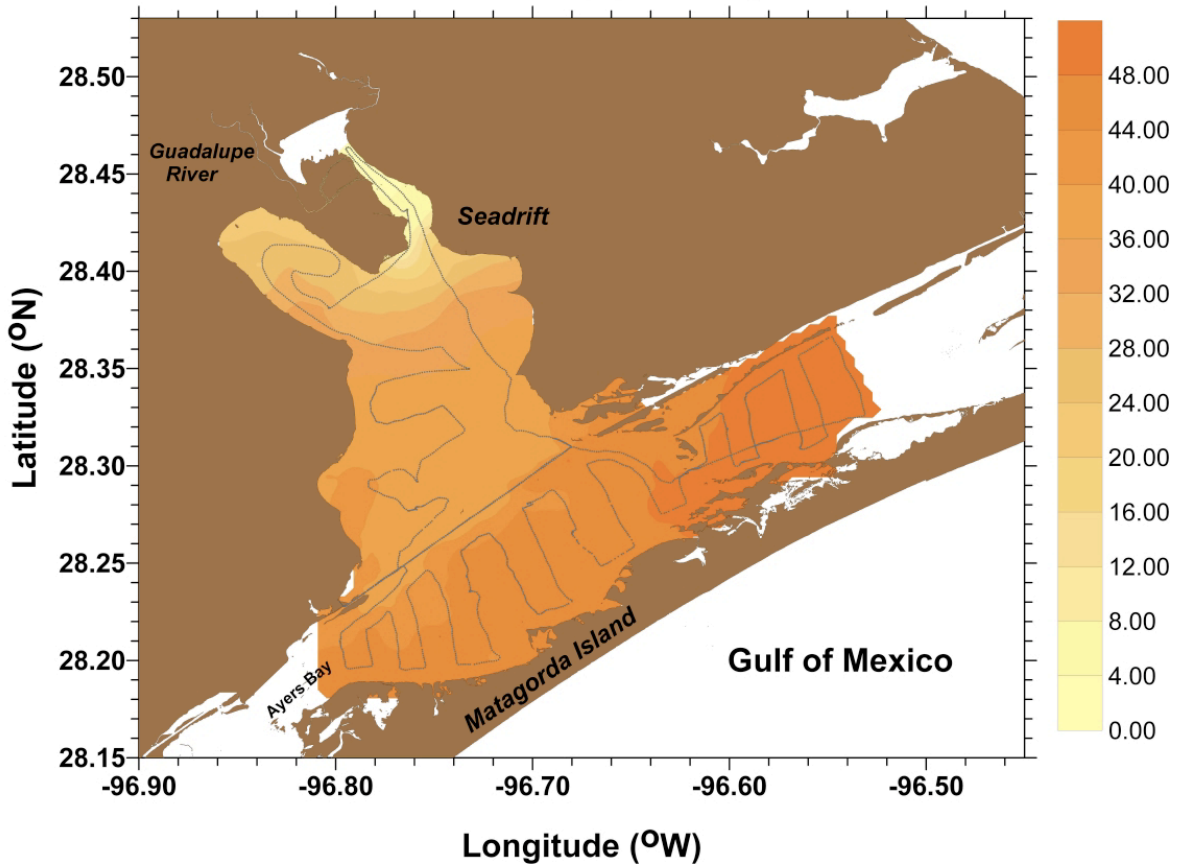 28.50
28.45
28.40
28.35
28.30
28.25
28.20
28.15
Latitude (ºN)
Guadalupe
River
Seadrift
Ayers Bay
Matagorda Island
Gulf of Mexico
-96.90 -96.80 -96.70 -96.60 -96.50
Longitude (ºW)
48.00
44.00
40.00
36.00
32.00
28.00
24.00
20.00
16.00
12.00
8.00
4.00
0.00